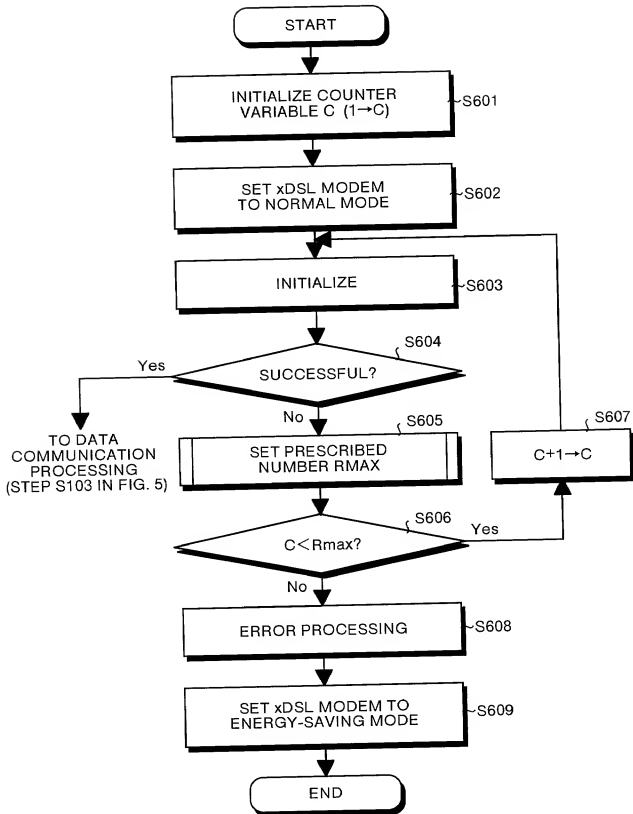 START
INITIALIZE COUNTER
VARIABLE C (1→C)
S601
SET xDSL MODEM
TO NORMAL MODE
S602
INITIALIZE
S603
S604
Yes
SUCCESSFUL?
No
TO DATA
COMMUNICATION
PROCESSING
(STEP S103 IN FIG. 5)
S605
SET PRESCRIBED
NUMBER RMAX
S607
C+1→C
S606
C<Rmax?
Yes
No
ERROR PROCESSING
S608
SET xDSL MODEM TO
ENERGY-SAVING MODE
S609
END